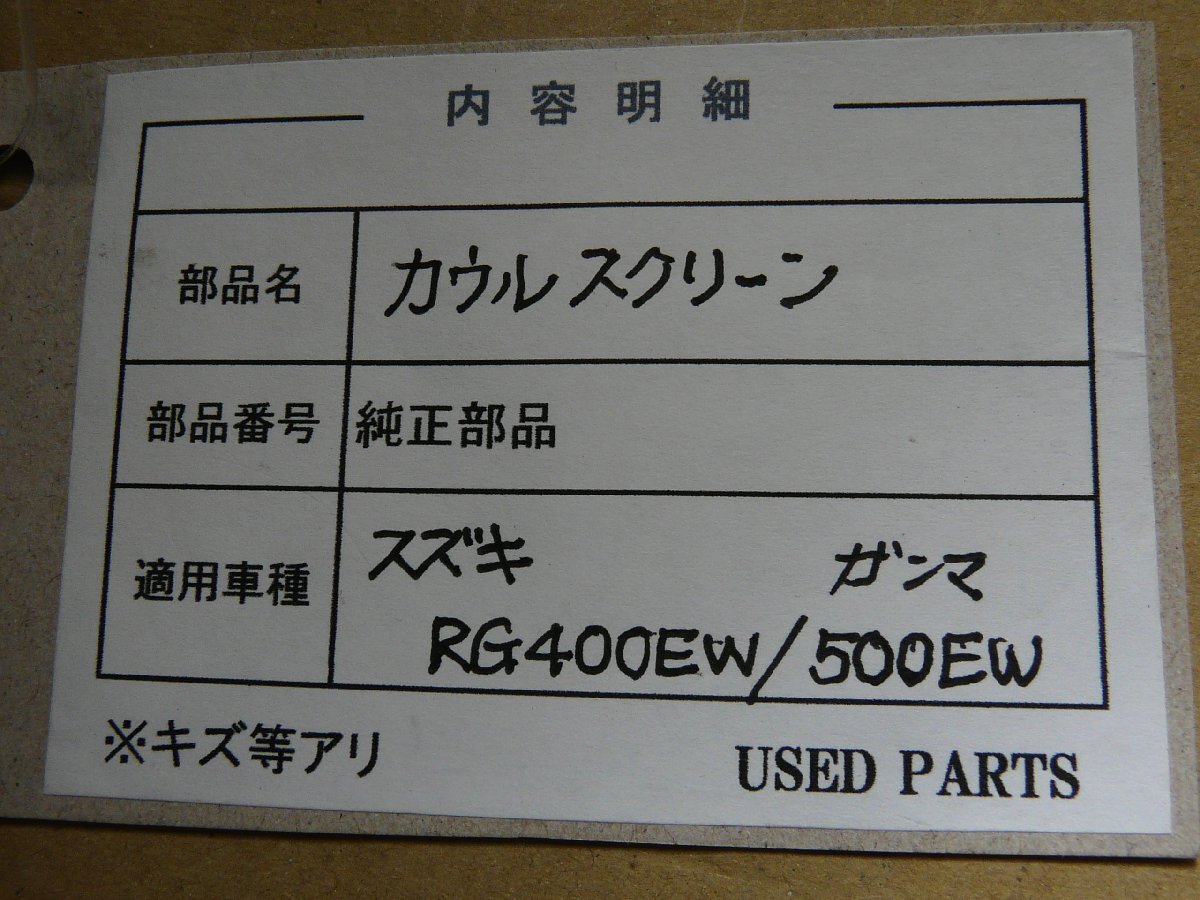 内容明細
部品名 カウルスクリーン
部品番号 純正部品
適用車種 スズキ ガンマ
RG400EW/500EW
※キズ等アリ USED PARTS